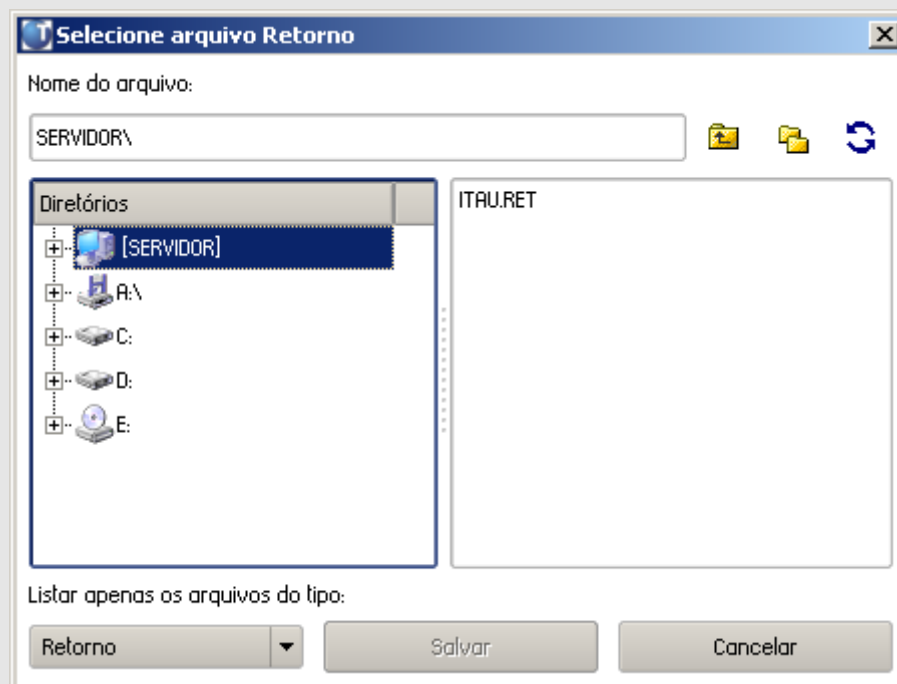 Selecione arquivo Retorno
Nome do arquivo:
SERVIDOR\
Diretórios
[SERVIDOR]
A:\
C:
D:
E:
ITAU.RET
Listar apenas os arquivos do tipo:
Retorno
Salvar
Cancelar